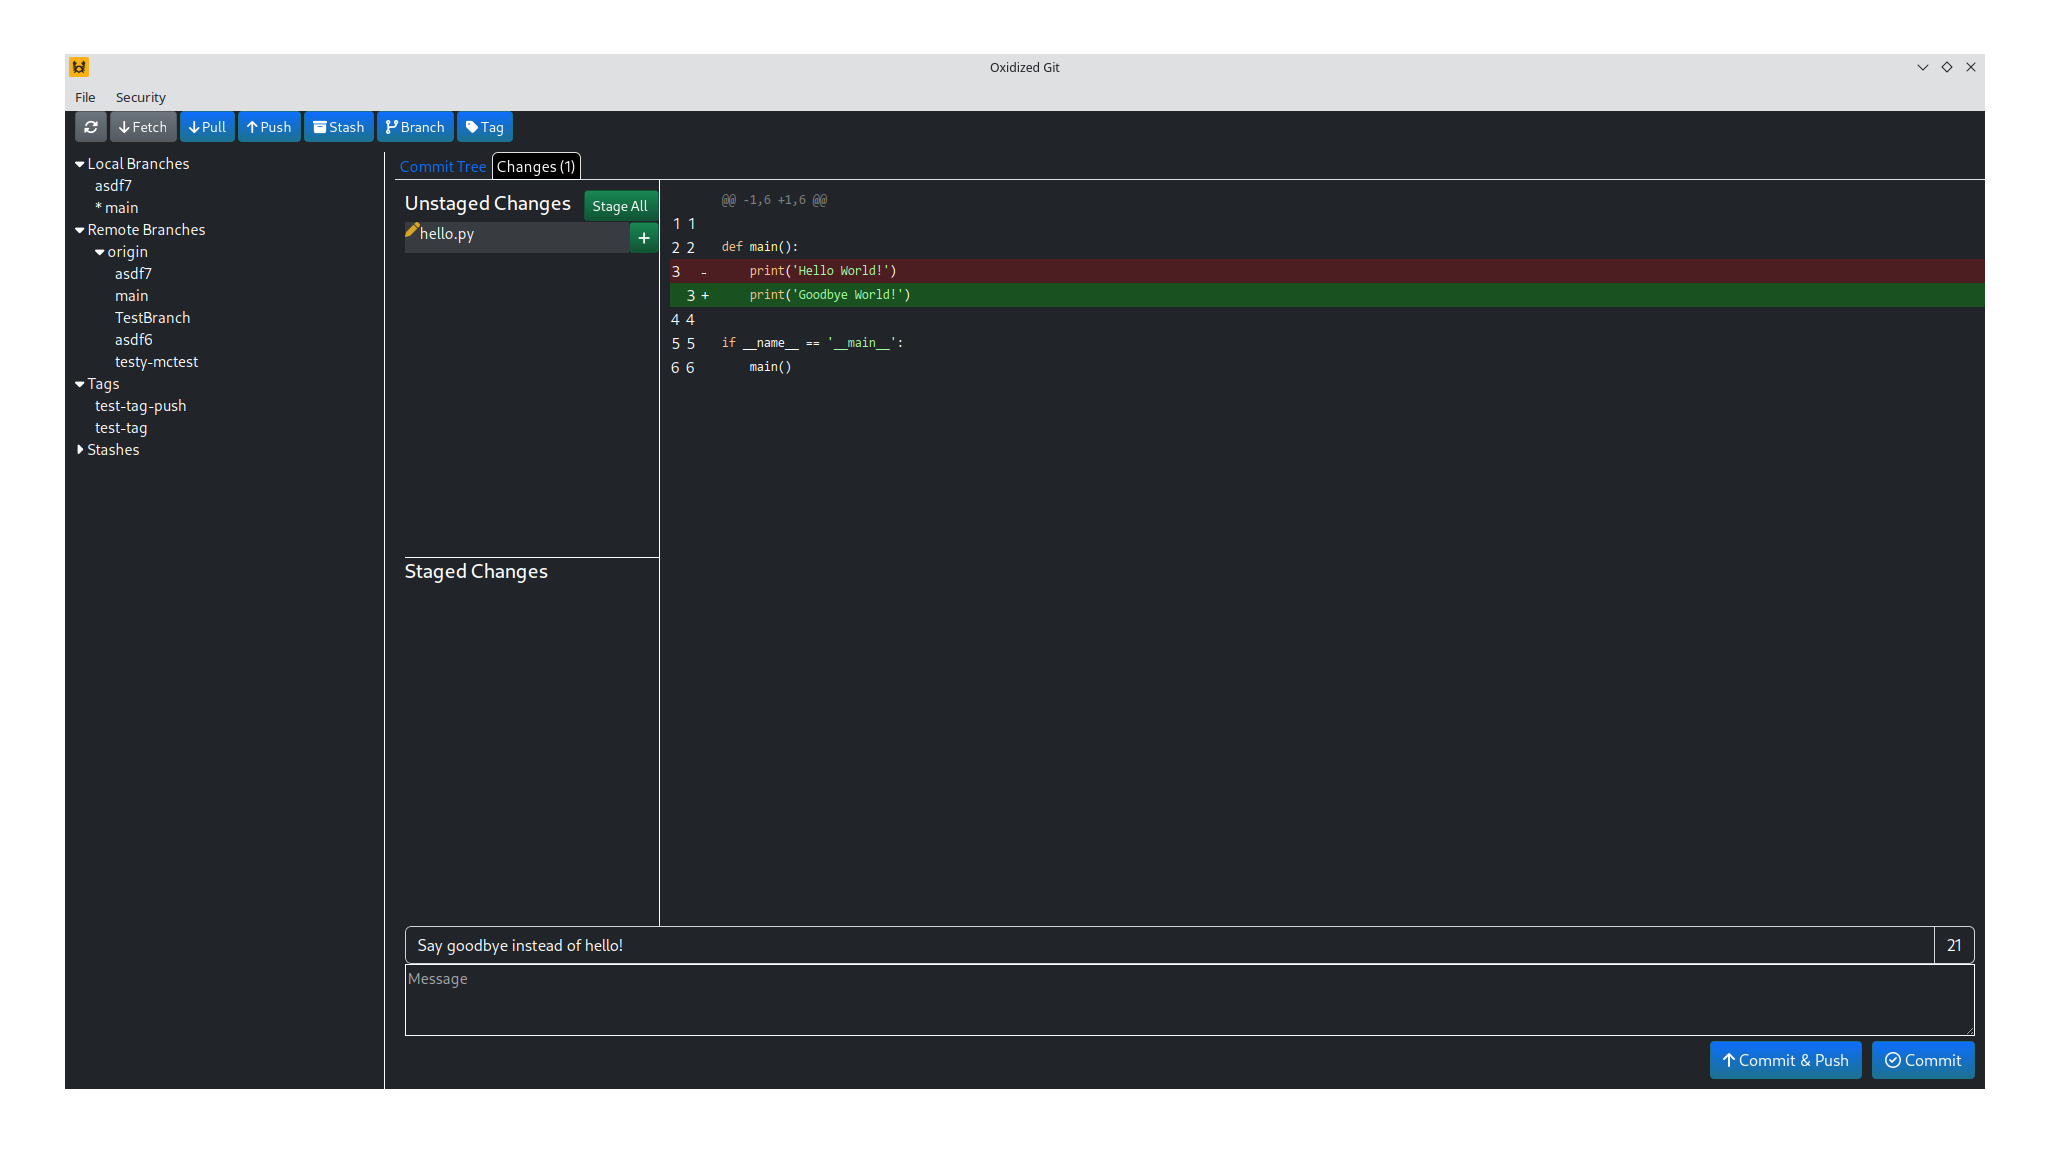 Oxidized Git
File Security
Fetch Pull Push Stash Branch Tag
Local Branches
asdf7
* main
Remote Branches
origin
asdf7
main
TestBranch
asdf6
testy-mctest
Tags
test-tag-push
test-tag
Stashes
Commit Tree Changes (1)
Unstaged Changes Stage All
hello.py +
Staged Changes
@@ -1,6 +1,6 @@
1 1
2 2 def main():
3 - print('Hello World!')
3 + print('Goodbye World!')
4 4
5 5 if __name__ == '__main__':
6 6 main()
Say goodbye instead of hello! 21
Message
Commit & Push Commit